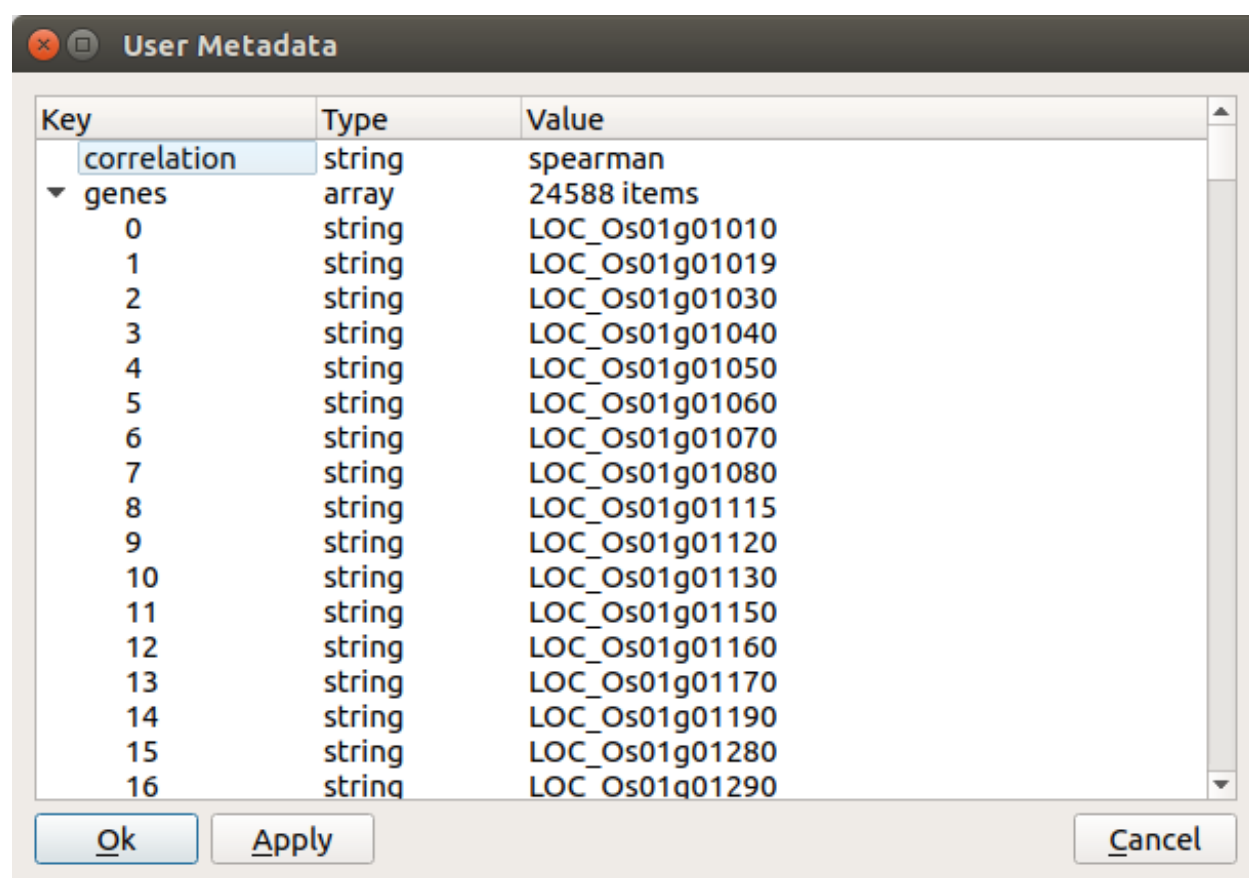 User Metadata
Key Type Value
correlation string spearman
genes array 24588 items
0 string LOC_Os01g01010
1 string LOC_Os01g01019
2 string LOC_Os01g01030
3 string LOC_Os01g01040
4 string LOC_Os01g01050
5 string LOC_Os01g01060
6 string LOC_Os01g01070
7 string LOC_Os01g01080
8 string LOC_Os01g01115
9 string LOC_Os01g01120
10 string LOC_Os01g01130
11 string LOC_Os01g01150
12 string LOC_Os01g01160
13 string LOC_Os01g01170
14 string LOC_Os01g01190
15 string LOC_Os01g01280
16 string LOC_Os01g01290
Ok Apply Cancel